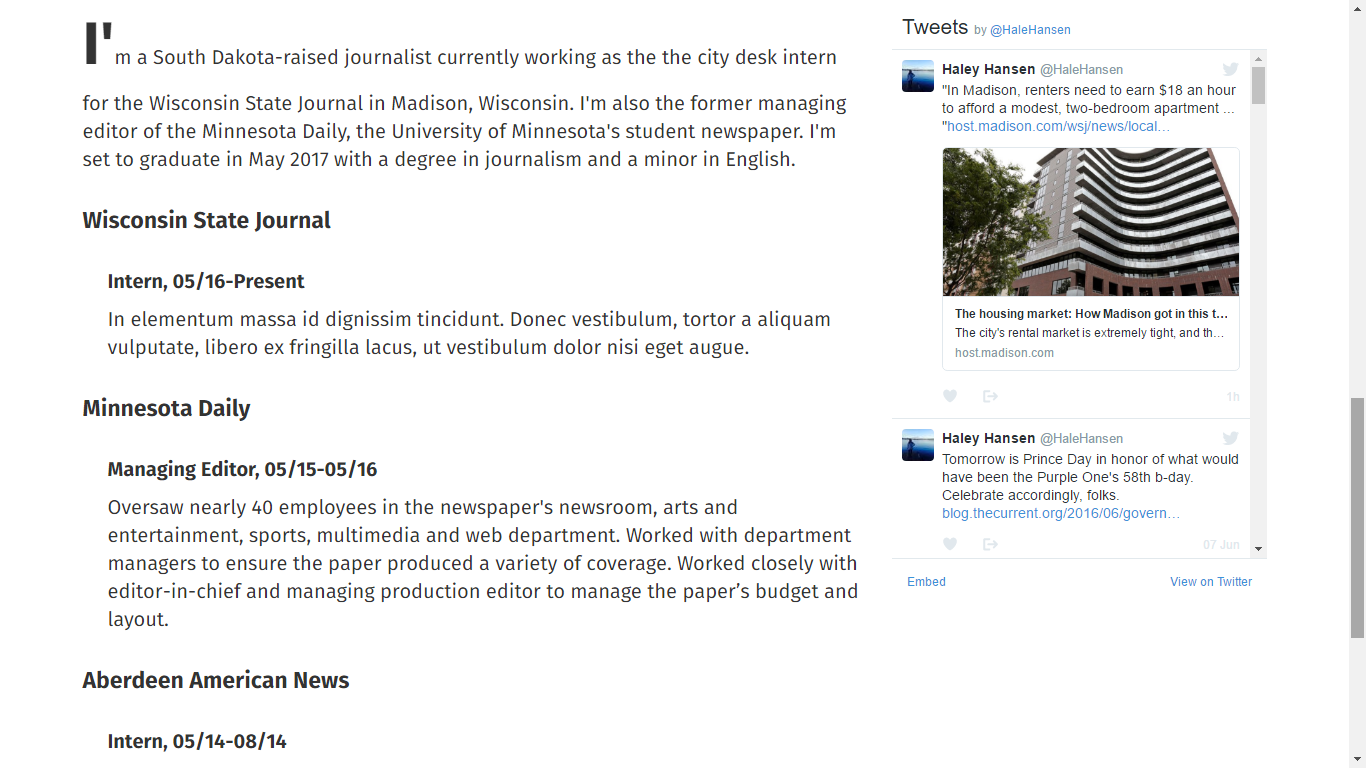 I'm a South Dakota-raised journalist currently working as the the city desk intern
for the Wisconsin State Journal in Madison, Wisconsin. I'm also the former managing
editor of the Minnesota Daily, the University of Minnesota's student newspaper. I'm
set to graduate in May 2017 with a degree in journalism and a minor in English.
Wisconsin State Journal
Intern, 05/16-Present
In elementum massa id dignissim tincidunt. Donec vestibulum, tortor a aliquam
vulputate, libero ex fringilla lacus, ut vestibulum dolor nisi eget augue.
Minnesota Daily
Managing Editor, 05/15-05/16
Oversaw nearly 40 employees in the newspaper's newsroom, arts and
entertainment, sports, multimedia and web department. Worked with department
managers to ensure the paper produced a variety of coverage. Worked closely with
editor-in-chief and managing production editor to manage the paper’s budget and
layout.
Aberdeen American News
Intern, 05/14-08/14
Tweets by @HaleHansen
Haley Hansen @HaleHansen
"In Madison, renters need to earn $18 an hour
to afford a modest, two-bedroom apartment ...
"host.madison.com/wsj/news/local…
The housing market: How Madison got in this t...
The city's rental market is extremely tight, and th...
host.madison.com
1h
Haley Hansen @HaleHansen
Tomorrow is Prince Day in honor of what would
have been the Purple One's 58th b-day.
Celebrate accordingly, folks.
blog.thecurrent.org/2016/06/govern…
07 Jun
Embed
View on Twitter